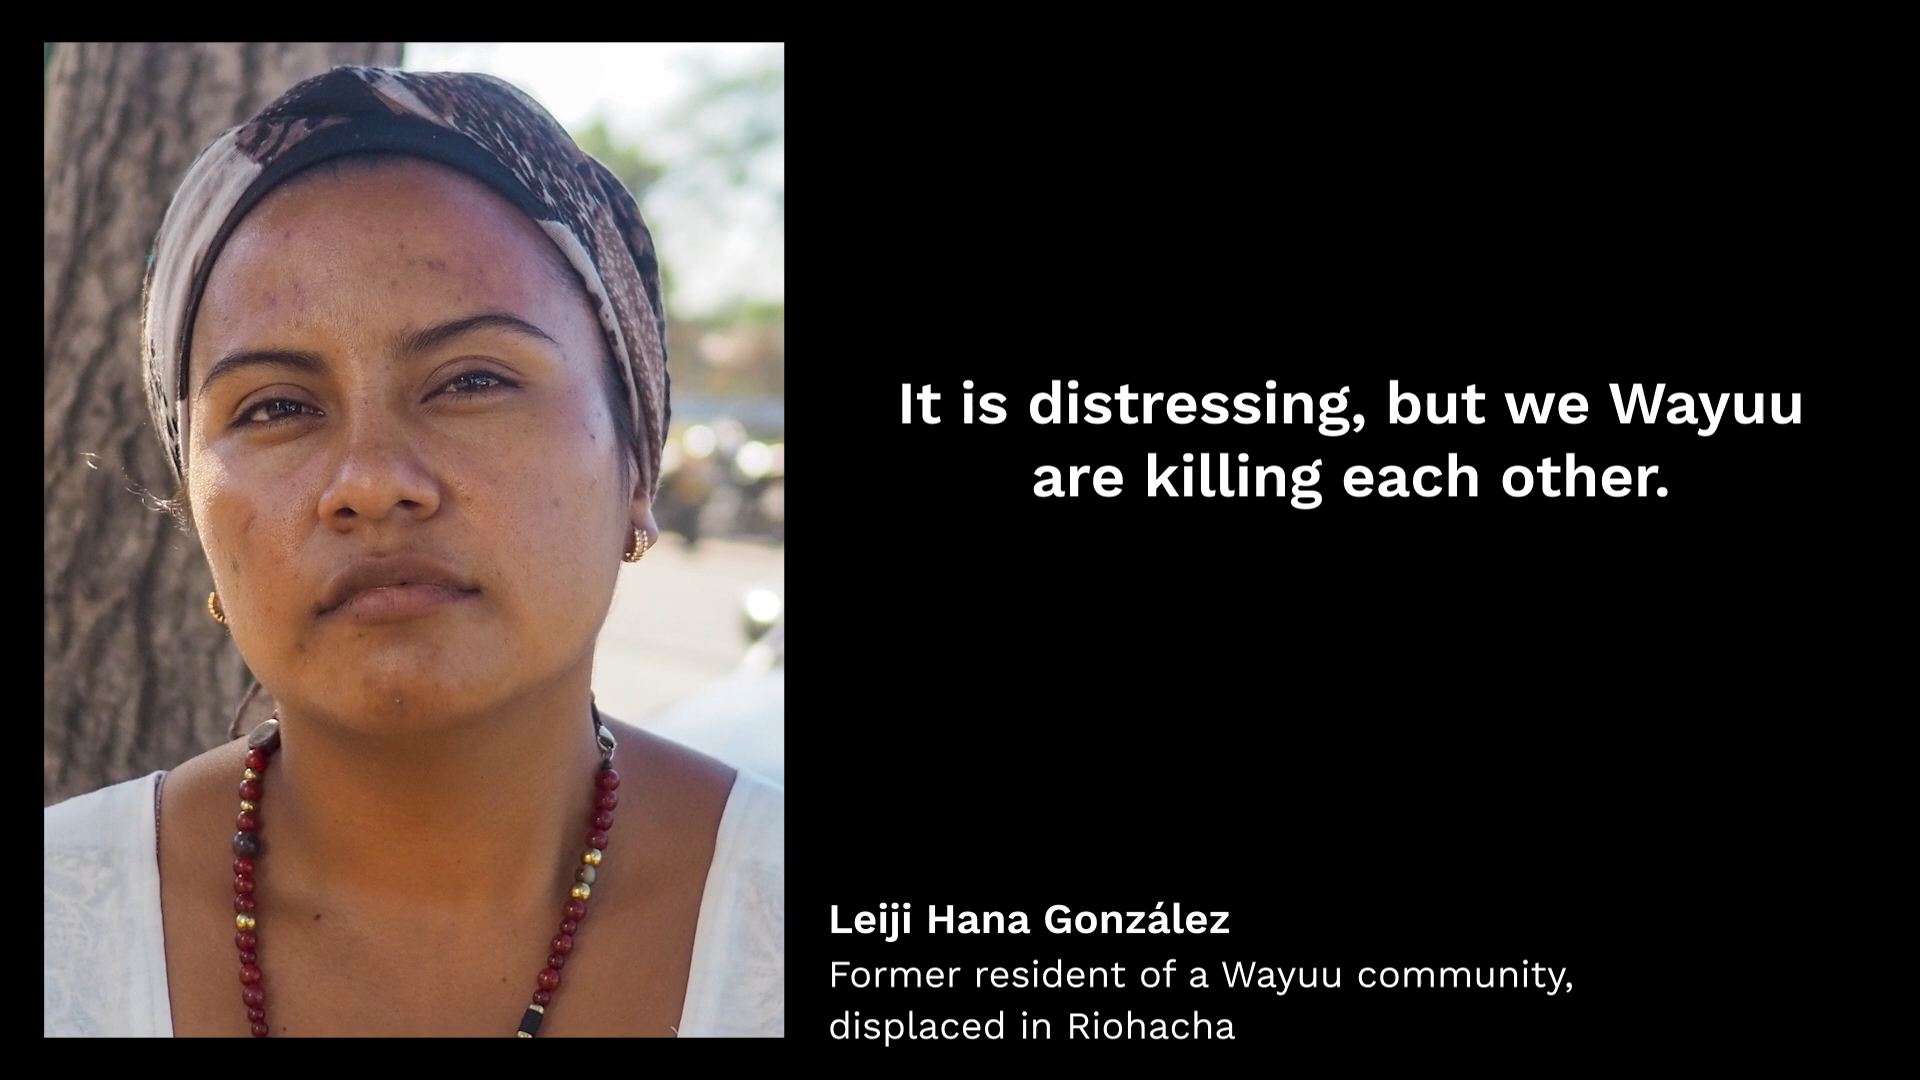 It is distressing, but we Wayuu
are killing each other.
Leiji Hana González
Former resident of a Wayuu community,
displaced in Riohacha